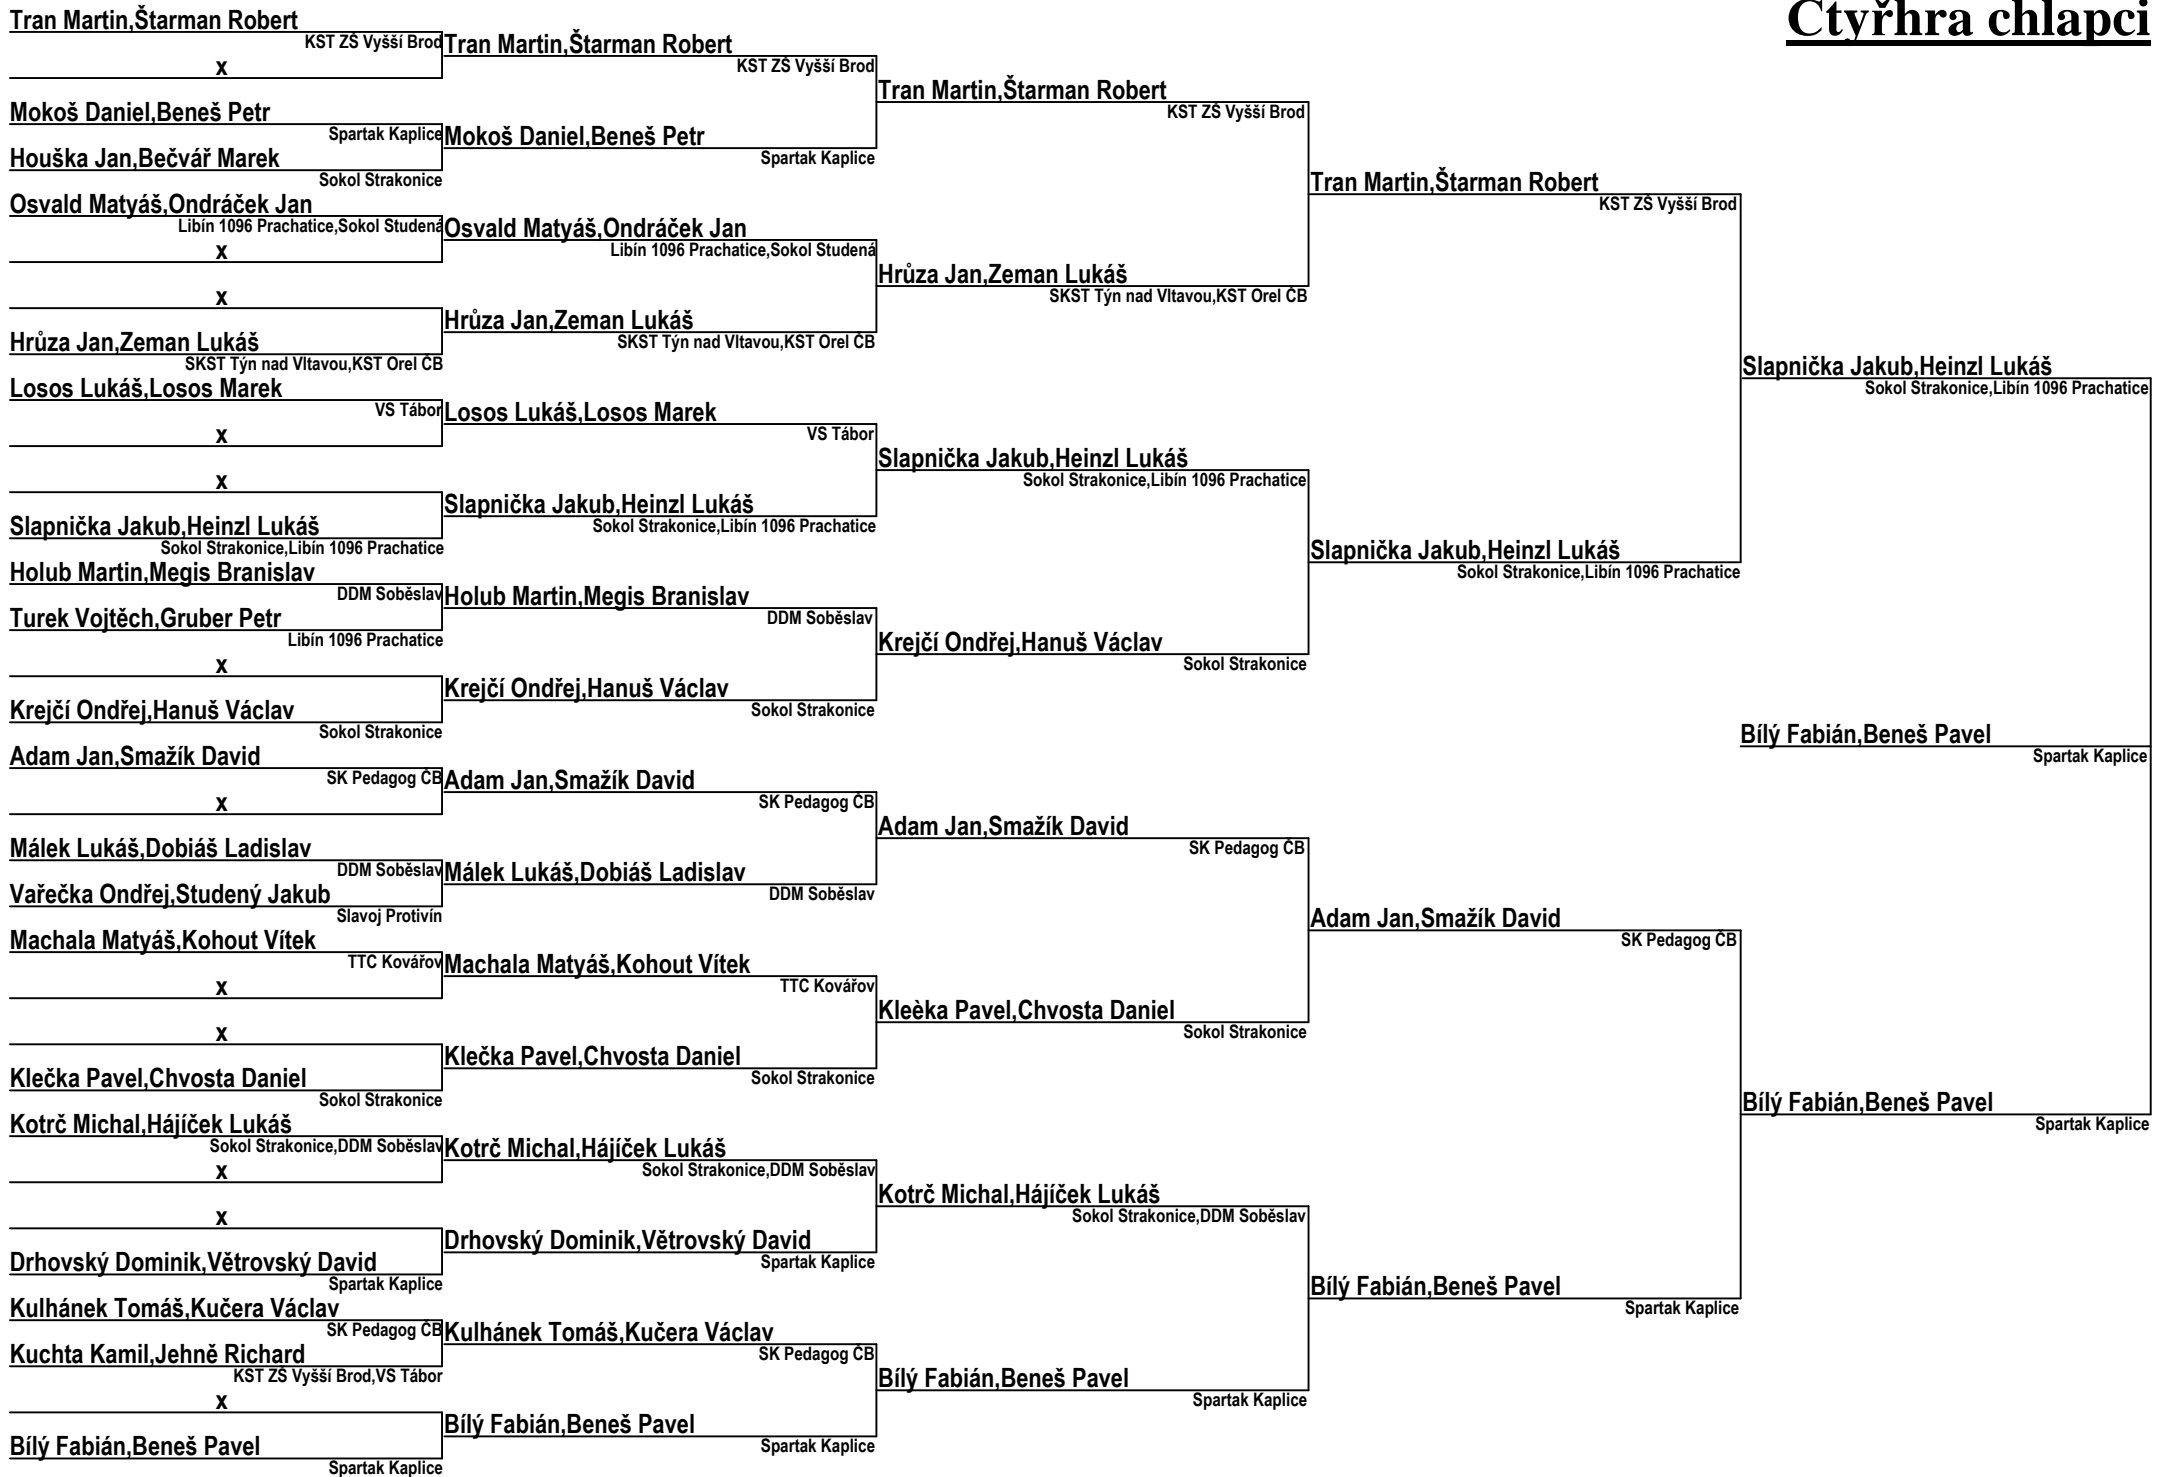 Čtyřhra chlapci
Tran Martin,Štarman Robert
KST ZŠ Vyšší Brod
x
Mokoš Daniel,Beneš Petr
Spartak Kaplice
Houška Jan,Bečvář Marek
Sokol Strakonice
Osvald Matyáš,Ondráček Jan
Libín 1096 Prachatice,Sokol Studená
x
x
Hrůza Jan,Zeman Lukáš
SKST Týn nad Vltavou,KST Orel ČB
Losos Lukáš,Losos Marek
VS Tábor
x
x
Slapnička Jakub,Heinzl Lukáš
Sokol Strakonice,Libín 1096 Prachatice
Holub Martin,Megis Branislav
DDM Soběslav
Turek Vojtěch,Gruber Petr
Libín 1096 Prachatice
x
Krejčí Ondřej,Hanuš Václav
Sokol Strakonice
Adam Jan,Smažík David
SK Pedagog ČB
x
Málek Lukáš,Dobiáš Ladislav
DDM Soběslav
Vařečka Ondřej,Studený Jakub
Slavoj Protivín
Machala Matyáš,Kohout Vítek
TTC Kovářov
x
x
Klečka Pavel,Chvosta Daniel
Sokol Strakonice
Kotrč Michal,Hájíček Lukáš
Sokol Strakonice,DDM Soběslav
x
x
Drhovský Dominik,Větrovský David
Spartak Kaplice
Kulhánek Tomáš,Kučera Václav
SK Pedagog ČB
Kuchta Kamil,Jehně Richard
KST ZŠ Vyšší Brod,VS Tábor
x
Bílý Fabián,Beneš Pavel
Spartak Kaplice
Tran Martin,Štarman Robert
KST ZŠ Vyšší Brod
Mokoš Daniel,Beneš Petr
Spartak Kaplice
Osvald Matyáš,Ondráček Jan
Libín 1096 Prachatice,Sokol Studená
Hrůza Jan,Zeman Lukáš
SKST Týn nad Vltavou,KST Orel ČB
Losos Lukáš,Losos Marek
VS Tábor
Slapnička Jakub,Heinzl Lukáš
Sokol Strakonice,Libín 1096 Prachatice
Holub Martin,Megis Branislav
DDM Soběslav
Krejčí Ondřej,Hanuš Václav
Sokol Strakonice
Adam Jan,Smažík David
SK Pedagog ČB
Málek Lukáš,Dobiáš Ladislav
DDM Soběslav
Machala Matyáš,Kohout Vítek
TTC Kovářov
Klečka Pavel,Chvosta Daniel
Sokol Strakonice
Kotrč Michal,Hájíček Lukáš
Sokol Strakonice,DDM Soběslav
Drhovský Dominik,Větrovský David
Spartak Kaplice
Kulhánek Tomáš,Kučera Václav
SK Pedagog ČB
Bílý Fabián,Beneš Pavel
Spartak Kaplice
Tran Martin,Štarman Robert
KST ZŠ Vyšší Brod
Hrůza Jan,Zeman Lukáš
SKST Týn nad Vltavou,KST Orel ČB
Slapnička Jakub,Heinzl Lukáš
Sokol Strakonice,Libín 1096 Prachatice
Krejčí Ondřej,Hanuš Václav
Sokol Strakonice
Adam Jan,Smažík David
SK Pedagog ČB
Kleèka Pavel,Chvosta Daniel
Sokol Strakonice
Kotrč Michal,Hájíček Lukáš
Sokol Strakonice,DDM Soběslav
Bílý Fabián,Beneš Pavel
Spartak Kaplice
Tran Martin,Štarman Robert
KST ZŠ Vyšší Brod
Slapnička Jakub,Heinzl Lukáš
Sokol Strakonice,Libín 1096 Prachatice
Adam Jan,Smažík David
SK Pedagog ČB
Bílý Fabián,Beneš Pavel
Spartak Kaplice
Slapnička Jakub,Heinzl Lukáš
Sokol Strakonice,Libín 1096 Prachatice
Bílý Fabián,Beneš Pavel
Spartak Kaplice
Bílý Fabián,Beneš Pavel
Spartak Kaplice